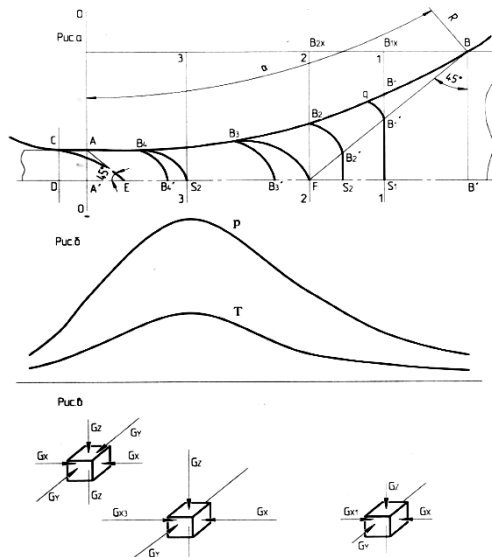 0
Рис а
R
3
B2x
2
B1x
1
B
α
45°
q
B1
B2
B1'
C
A
B4
B3
B2'
45°
D
A'
E
B4'
S2
B3'
F
S2
S1
B'
0
3
2
1
Рис б
P
T
Рис в
Gz
Gy
Gx
Gx
Gy
Gz
Gz
Gx3
Gx
Gy
Gz
Gx1
Gx
Gy